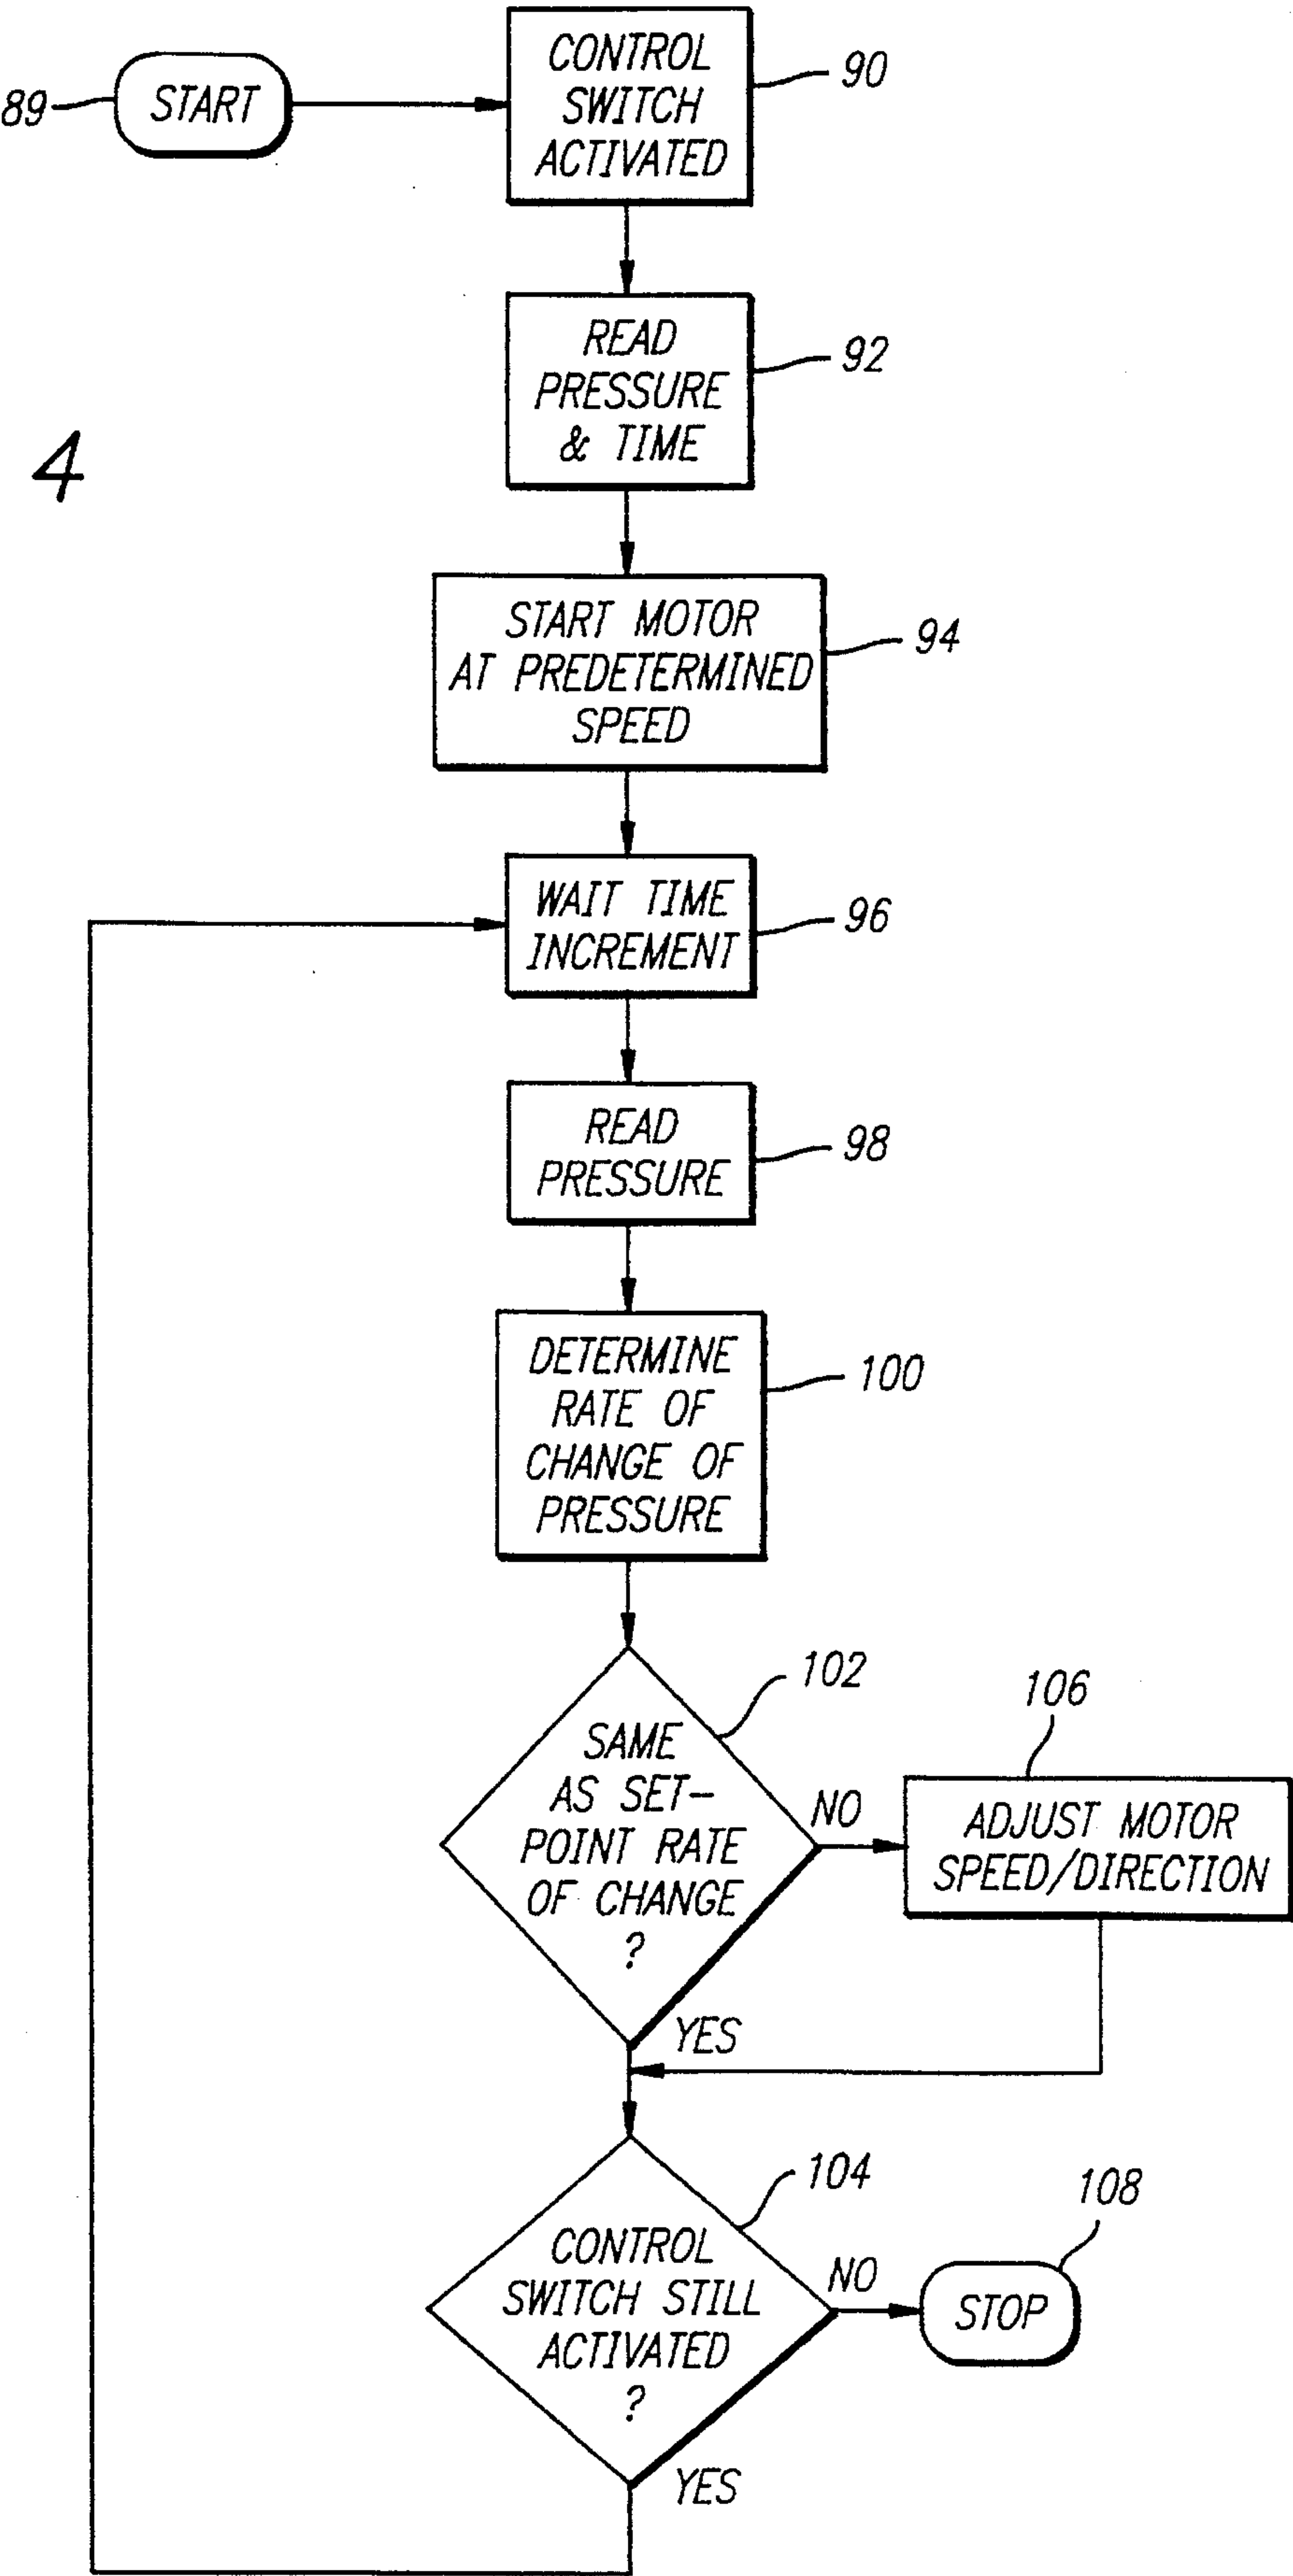 89
START
CONTROL
SWITCH
ACTIVATED
90
READ
PRESSURE
& TIME
92
4
START MOTOR
AT PREDETERMINED
SPEED
94
WAIT TIME
INCREMENT
96
READ
PRESSURE
98
DETERMINE
RATE OF
CHANGE OF
PRESSURE
100
102
SAME
AS SET-
POINT RATE
OF CHANGE
?
NO
106
ADJUST MOTOR
SPEED/DIRECTION
YES
104
CONTROL
SWITCH STILL
ACTIVATED
?
NO
108
STOP
YES